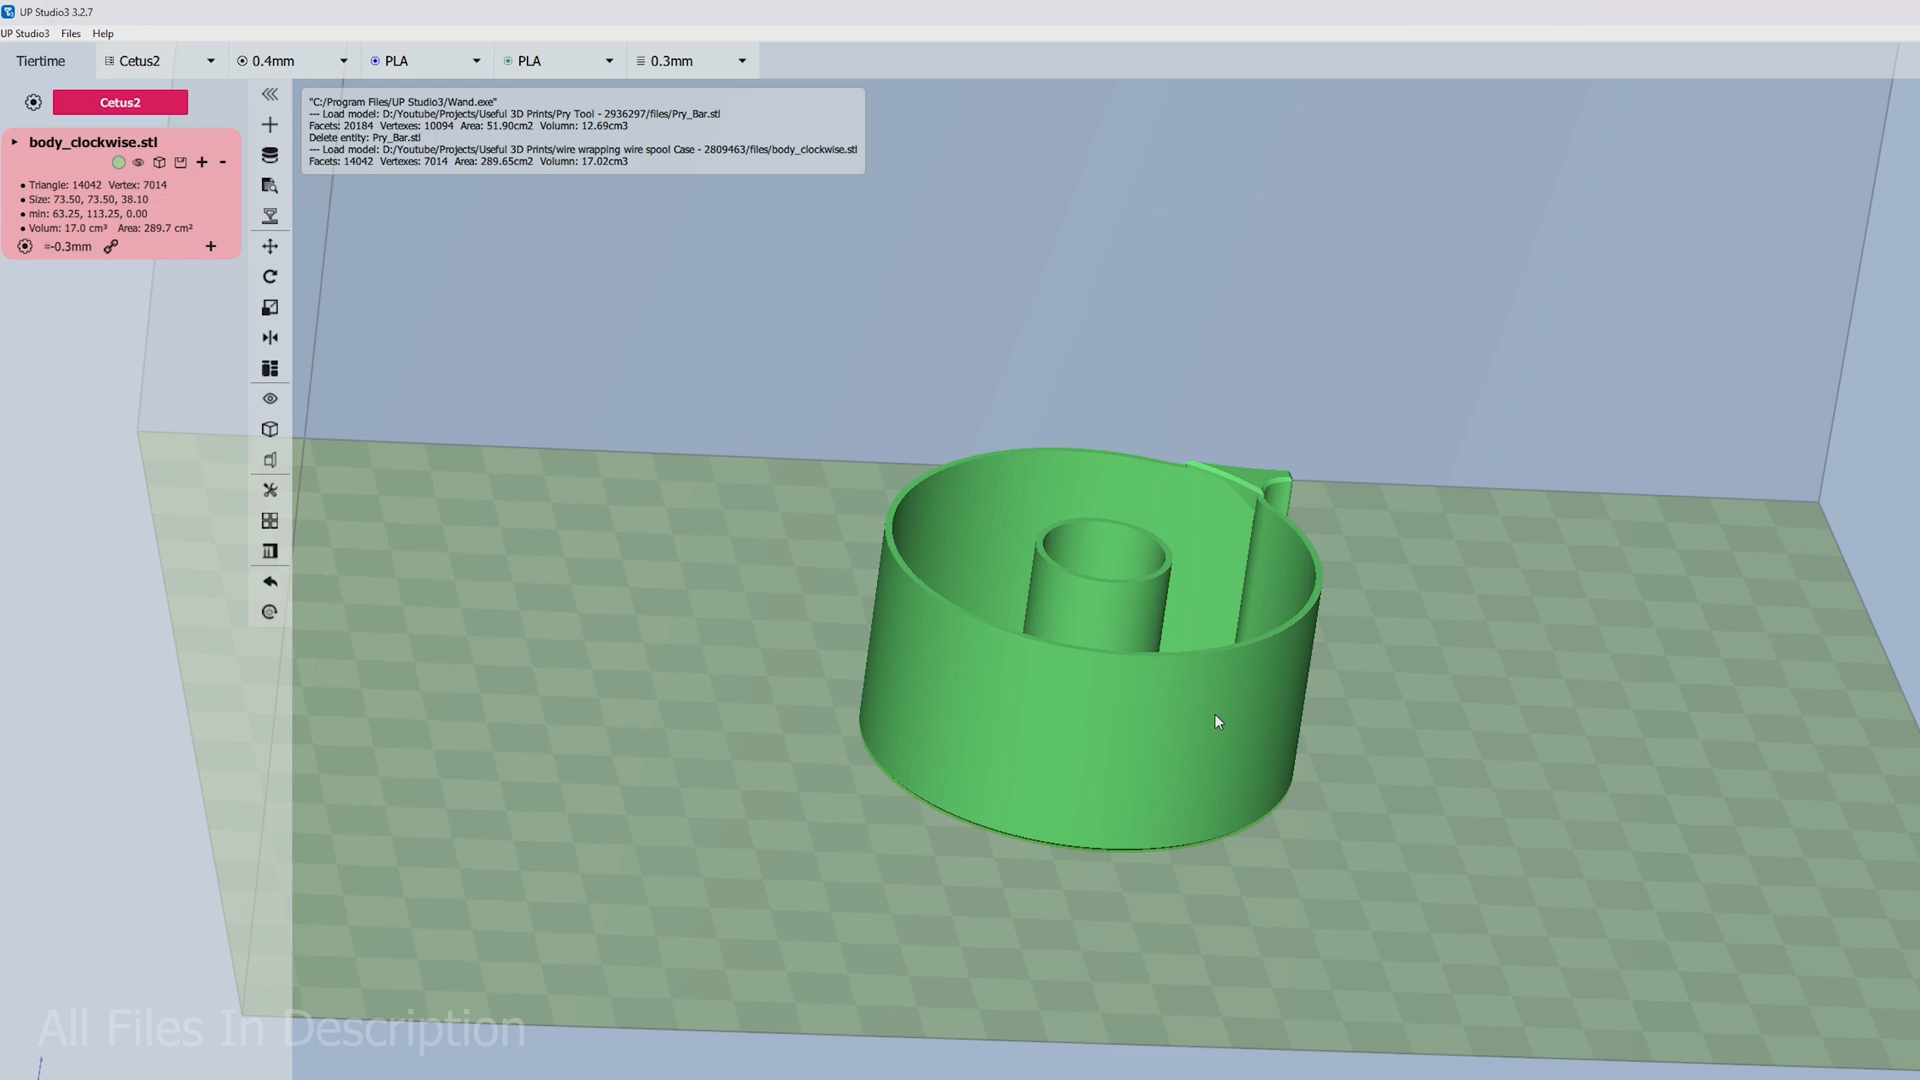 UP Studio3 3.2.7
UP Studio3 Files Help
Tiertime Cetus2 0.4mm PLA PLA 0.3mm
Cetus2
body_clockwise.stl
Triangle: 14042 Vertex: 7014
Size: 73.50, 73.50, 38.10
min: 63.25, 113.25, 0.00
Volum: 17.0 cm³ Area: 289.7 cm²
=-0.3mm
"C:/Program Files/UP Studio3/Wand.exe"
--- Load model: D:/Youtube/Projects/Useful 3D Prints/Pry Tool - 2936297/files/Pry_Bar.stl
Facets: 20184 Vertexes: 10094 Area: 51.90cm2 Volumn: 12.69cm3
Delete entity: Pry_Bar.stl
--- Load model: D:/Youtube/Projects/Useful 3D Prints/wire wrapping wire spool Case - 2809463/files/body_clockwise.stl
Facets: 14042 Vertexes: 7014 Area: 289.65cm2 Volumn: 17.02cm3
All Files In Description